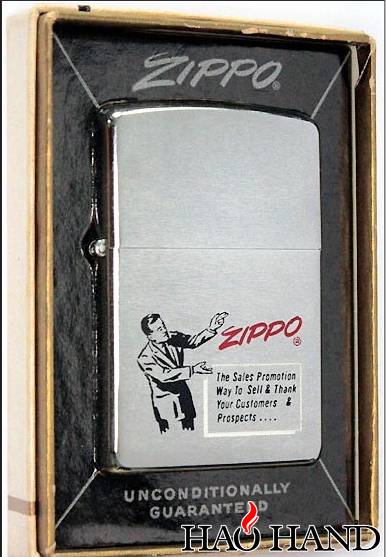 ZIPPO®
ZIPPO®
The Sales Promotion
Way To Sell & Thank
Your Customers &
Prospects ....
UNCONDITIONALLY
GUARANTEED
HAO HAND